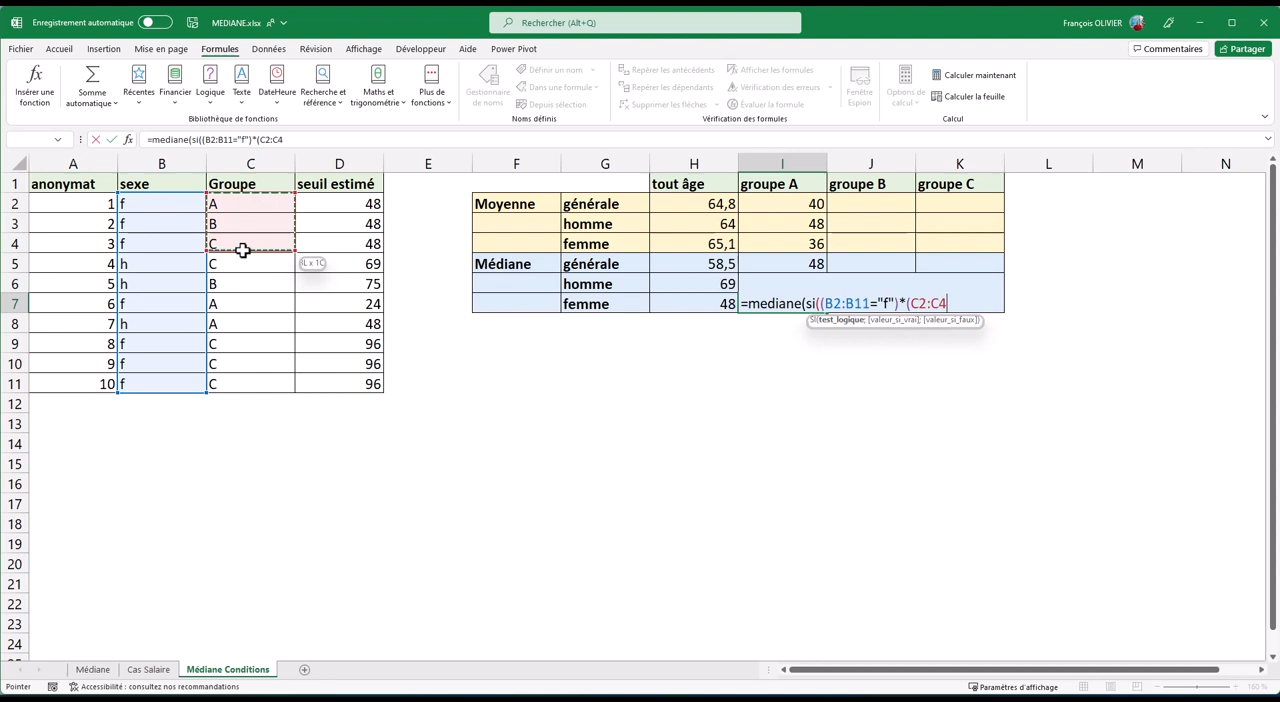 Enregistrement automatique MEDIANE.xlsx Rechercher (Alt+Q) François OLIVIER
Fichier Accueil Insertion Mise en page Formules Données Révision Affichage Développeur Aide Power Pivot Commentaires Partager
Insérer une fonction Somme automatique Récentes Financier Logique Texte DateHeure Recherche et référence Maths et trigonométrie Plus de fonctions
Bibliothèque de fonctions
Gestionnaire de noms Définir un nom Dans une formule Depuis sélection
Noms définis
Repérer les antécédents Afficher les formules
Repérer les dépendants Vérification des erreurs
Supprimer les flèches Évaluer la formule
Vérification des formules
Fenêtre Espion
Options de calcul Calculer maintenant
Calculer la feuille
Calcul
fx =mediane(si((B2:B11="f")*(C2:C4
A B C D E F G H I J K L M N
1 anonymat sexe Groupe seuil estimé tout âge groupe A groupe B groupe C
2 1 f A 48 Moyenne générale 64,8 40
3 2 f B 48 homme 64 48
4 3 f C 48 femme 65,1 36
5 4 h C 69 Médiane générale 58,5 48
6 5 h B 75 homme 69
7 6 f A 24 femme 48 =mediane(si((B2:B11="f")*(C2:C4
8 7 h A 48 SI(test_logique; [valeur_si_vrai]; [valeur_si_faux])
9 8 f C 96
10 9 f C 96
11 10 f C 96
12
13
14
15
16
17
18
19
20
21
22
23
24
Médiane Cas Salaire Médiane Conditions
Pointer Accessibilité : consultez nos recommandations Paramètres d'affichage 160 %